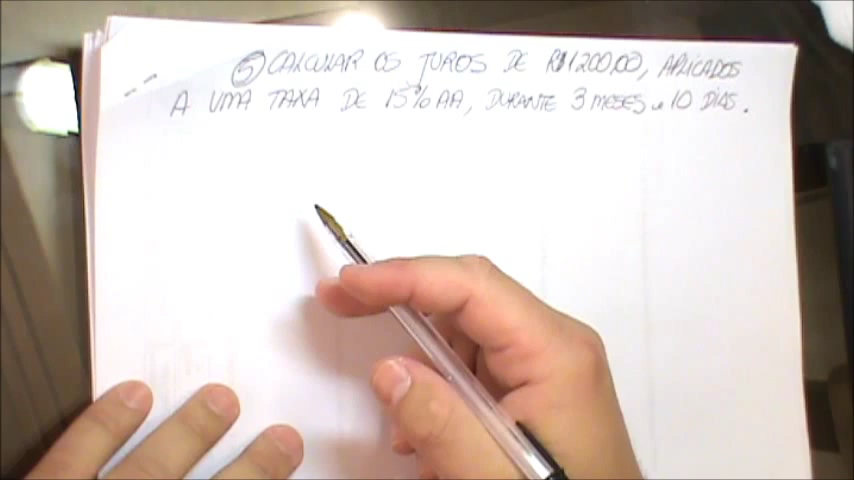 5 CALCULAR OS JUROS DE R$1200,00, APLICADOS
A UMA TAXA DE 15% AA, DURANTE 3 MESES e 10 DIAS.